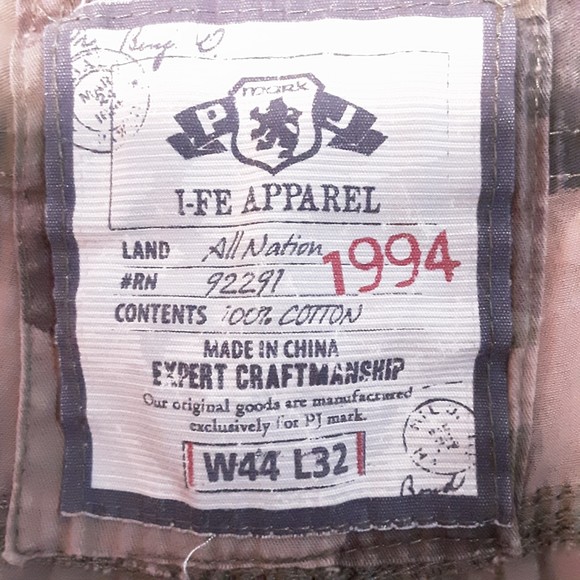 mark
P J
I-FE APPAREL
LAND All Nation
1994
#RN 92291
CONTENTS 100% COTTON
MADE IN CHINA
EXPERT CRAFTMANSHIP
Our original goods are manufactured
exclusively for PJ mark.
W44 L32